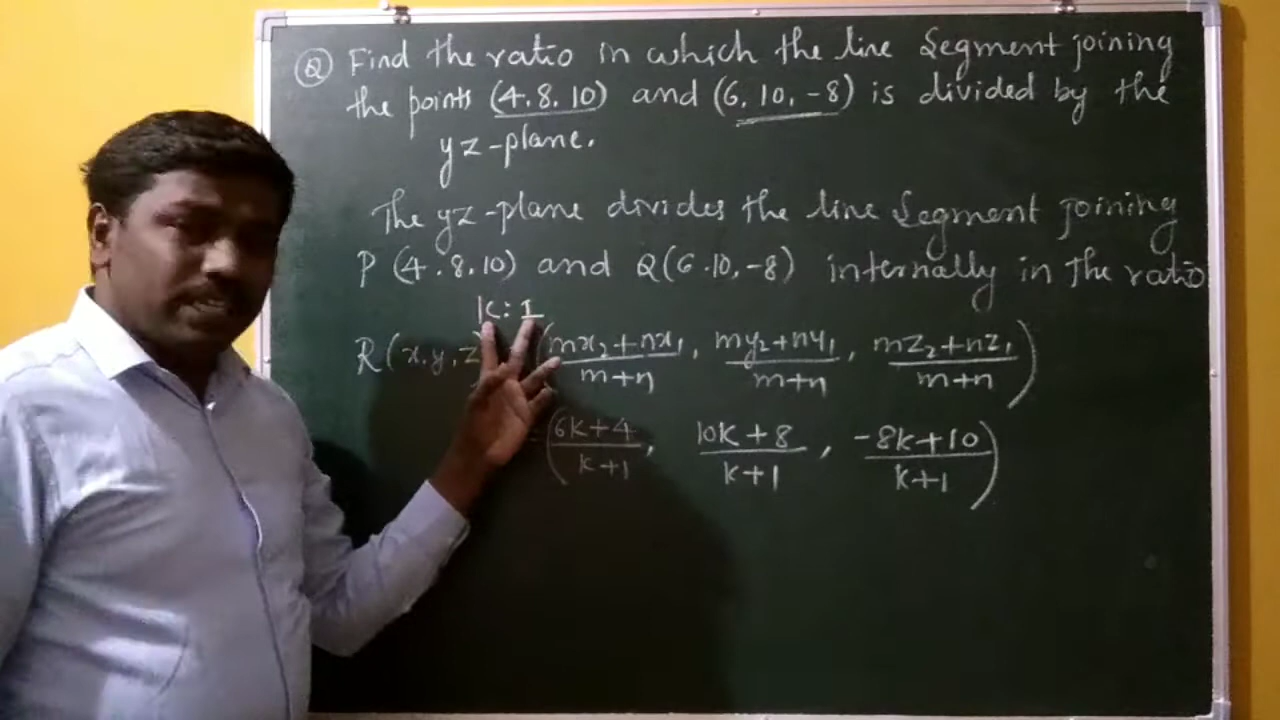 Q Find the ratio in which the line Segment joining
the points (4.8.10) and (6.10,-8) is divided by the
yz-plane.
The yz-plane divides the line Segment joining
P (4.8.10) and Q(6.10,-8) internally in the ratio
k:1
R(x,y,z) (mx₂+nx₁/m+n, my₂+ny₁/m+n, mz₂+nz₁/m+n)
= (6k+4/k+1, 10k+8/k+1, -8k+10/k+1)